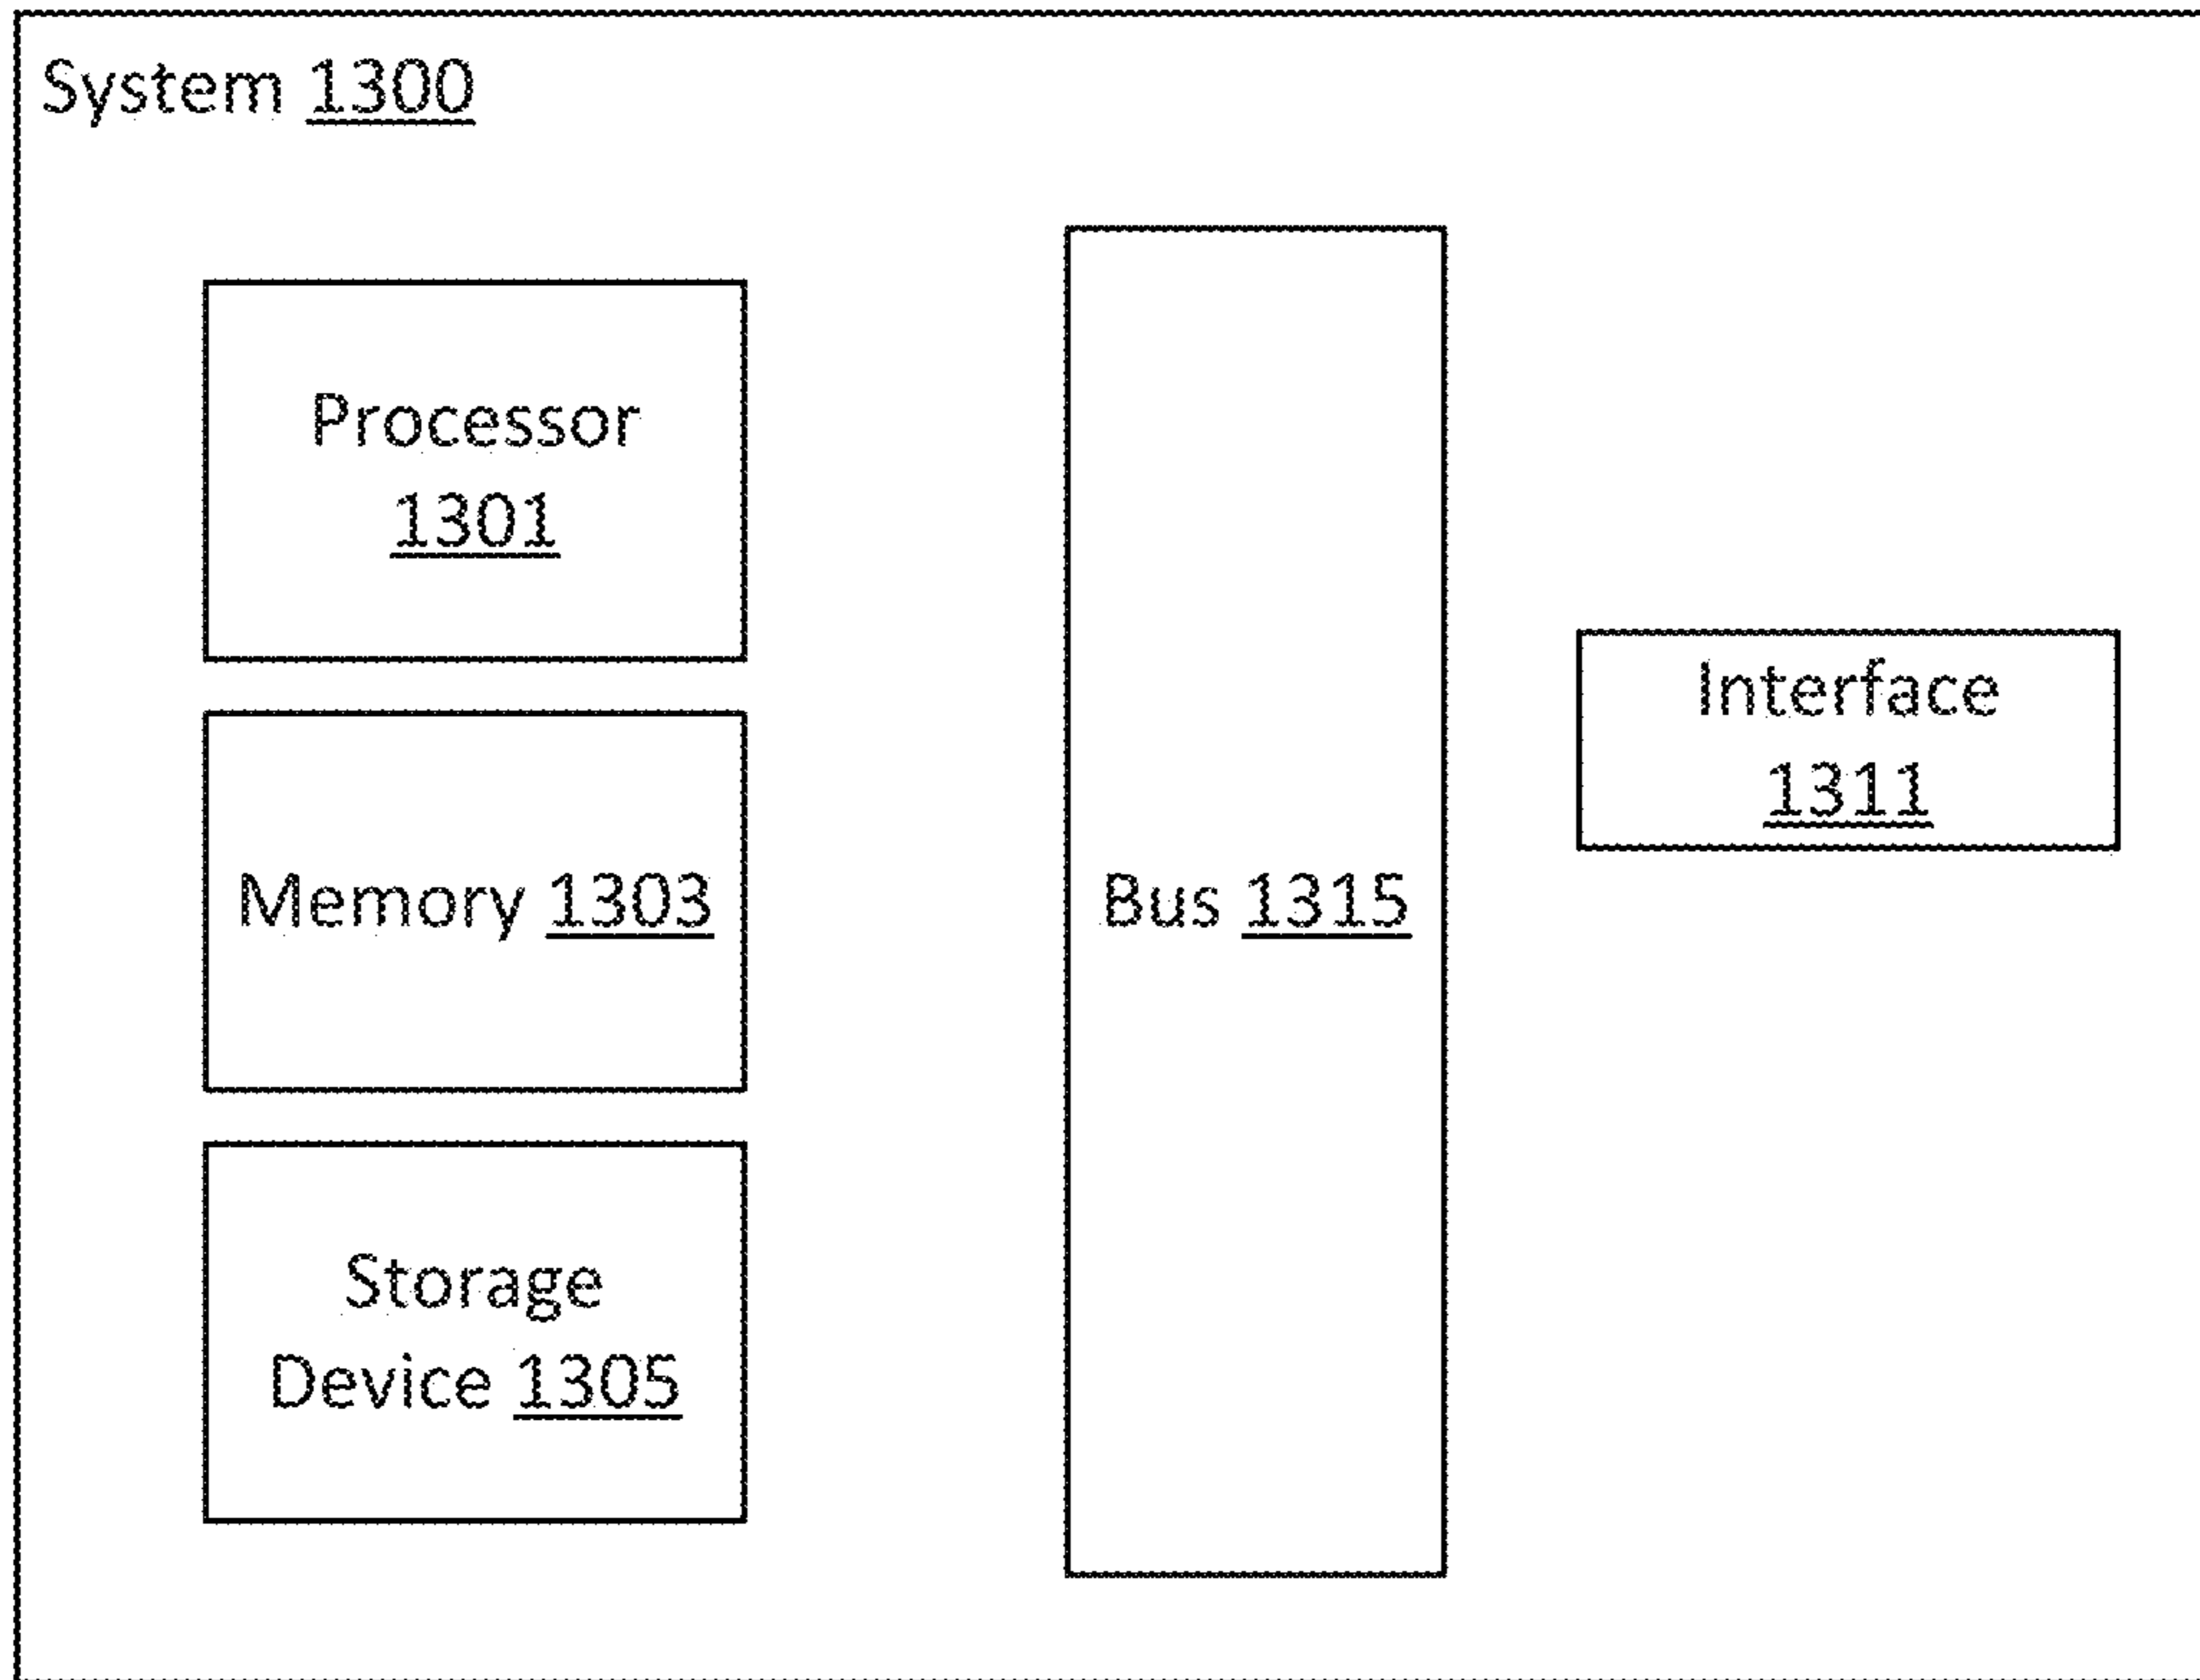 System 1300
Processor
1301
Memory 1303
Storage
Device 1305
Bus 1315
Interface
1311